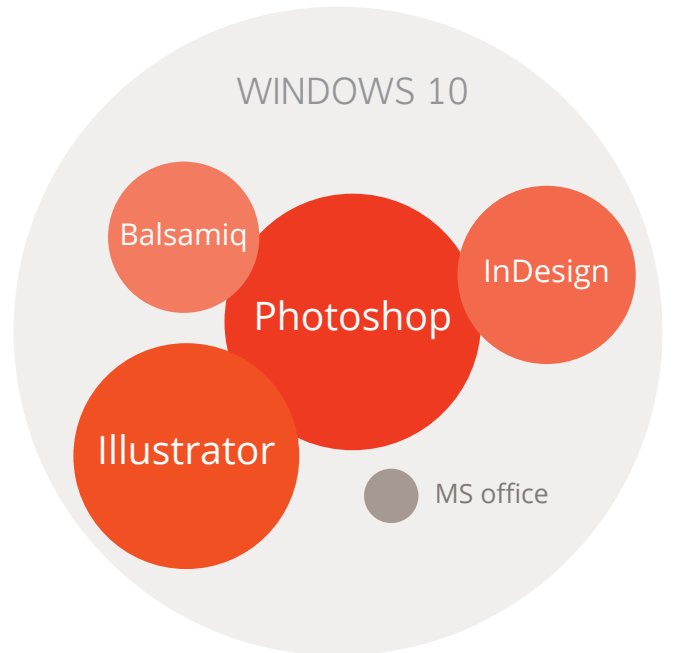 WINDOWS 10
Balsamiq
InDesign
Photoshop
Illustrator
MS office